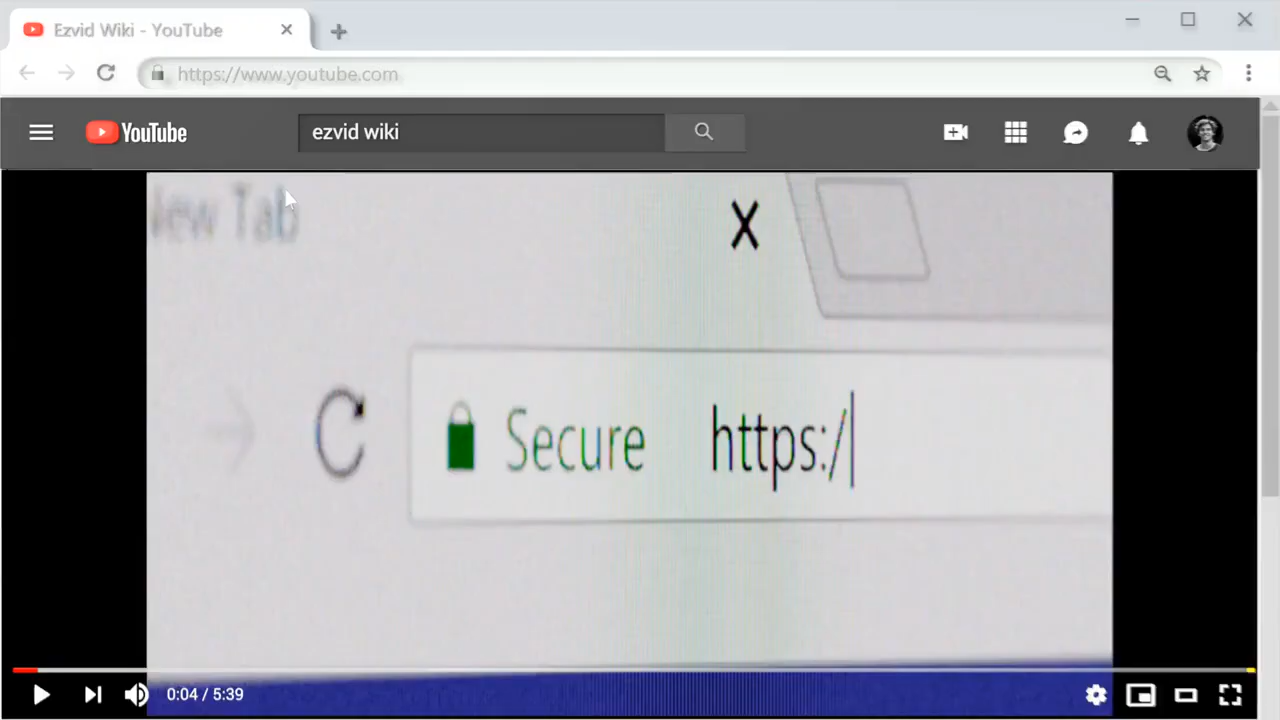 Ezvid Wiki - YouTube
https://www.youtube.com
YouTube
ezvid wiki
New Tab
X
Secure
https:/
0:04 / 5:39